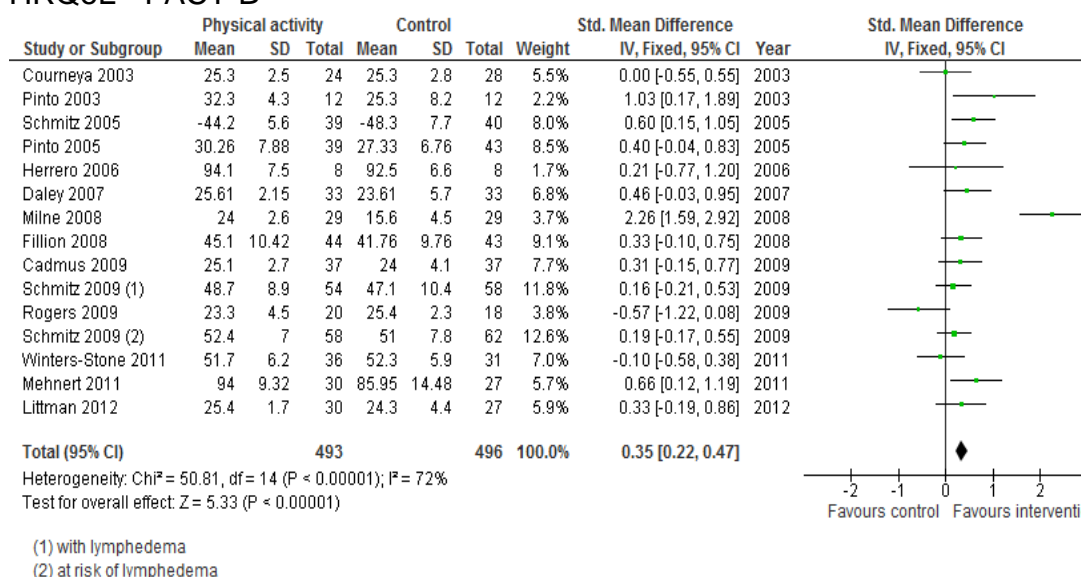 Physical activity Control Std. Mean Difference Std. Mean Difference
Study or Subgroup Mean SD Total Mean SD Total Weight IV, Fixed, 95% CI Year IV, Fixed, 95% CI
Courneya 2003 25.3 2.5 24 25.3 2.8 28 5.5% 0.00 [-0.55, 0.55] 2003
Pinto 2003 32.3 4.3 12 25.3 8.2 12 2.2% 1.03 [0.17, 1.89] 2003
Schmitz 2005 -44.2 5.6 39 -48.3 7.7 40 8.0% 0.60 [0.15, 1.05] 2005
Pinto 2005 30.26 7.88 39 27.33 6.76 43 8.5% 0.40 [-0.04, 0.83] 2005
Herrero 2006 94.1 7.5 8 92.5 6.6 8 1.7% 0.21 [-0.77, 1.20] 2006
Daley 2007 25.61 2.15 33 23.61 5.7 33 6.8% 0.46 [-0.03, 0.95] 2007
Milne 2008 24 2.6 29 15.6 4.5 29 3.7% 2.26 [1.59, 2.92] 2008
Fillion 2008 45.1 10.42 44 41.76 9.76 43 9.1% 0.33 [-0.10, 0.75] 2008
Cadmus 2009 25.1 2.7 37 24 4.1 37 7.7% 0.31 [-0.15, 0.77] 2009
Schmitz 2009 (1) 48.7 8.9 54 47.1 10.4 58 11.8% 0.16 [-0.21, 0.53] 2009
Rogers 2009 23.3 4.5 20 25.4 2.3 18 3.8% -0.57 [-1.22, 0.08] 2009
Schmitz 2009 (2) 52.4 7 58 51 7.8 62 12.6% 0.19 [-0.17, 0.55] 2009
Winters-Stone 2011 51.7 6.2 36 52.3 5.9 31 7.0% -0.10 [-0.58, 0.38] 2011
Mehnert 2011 94 9.32 30 85.95 14.48 27 5.7% 0.66 [0.12, 1.19] 2011
Littman 2012 25.4 1.7 30 24.3 4.4 27 5.9% 0.33 [-0.19, 0.86] 2012
Total (95% CI) 493 496 100.0% 0.35 [0.22, 0.47]
Heterogeneity: Chi² = 50.81, df = 14 (P < 0.00001); I² = 72%
Test for overall effect: Z = 5.33 (P < 0.00001)
-2 -1 0 1 2
Favours control Favours interventi
(1) with lymphedema
(2) at risk of lymphedema